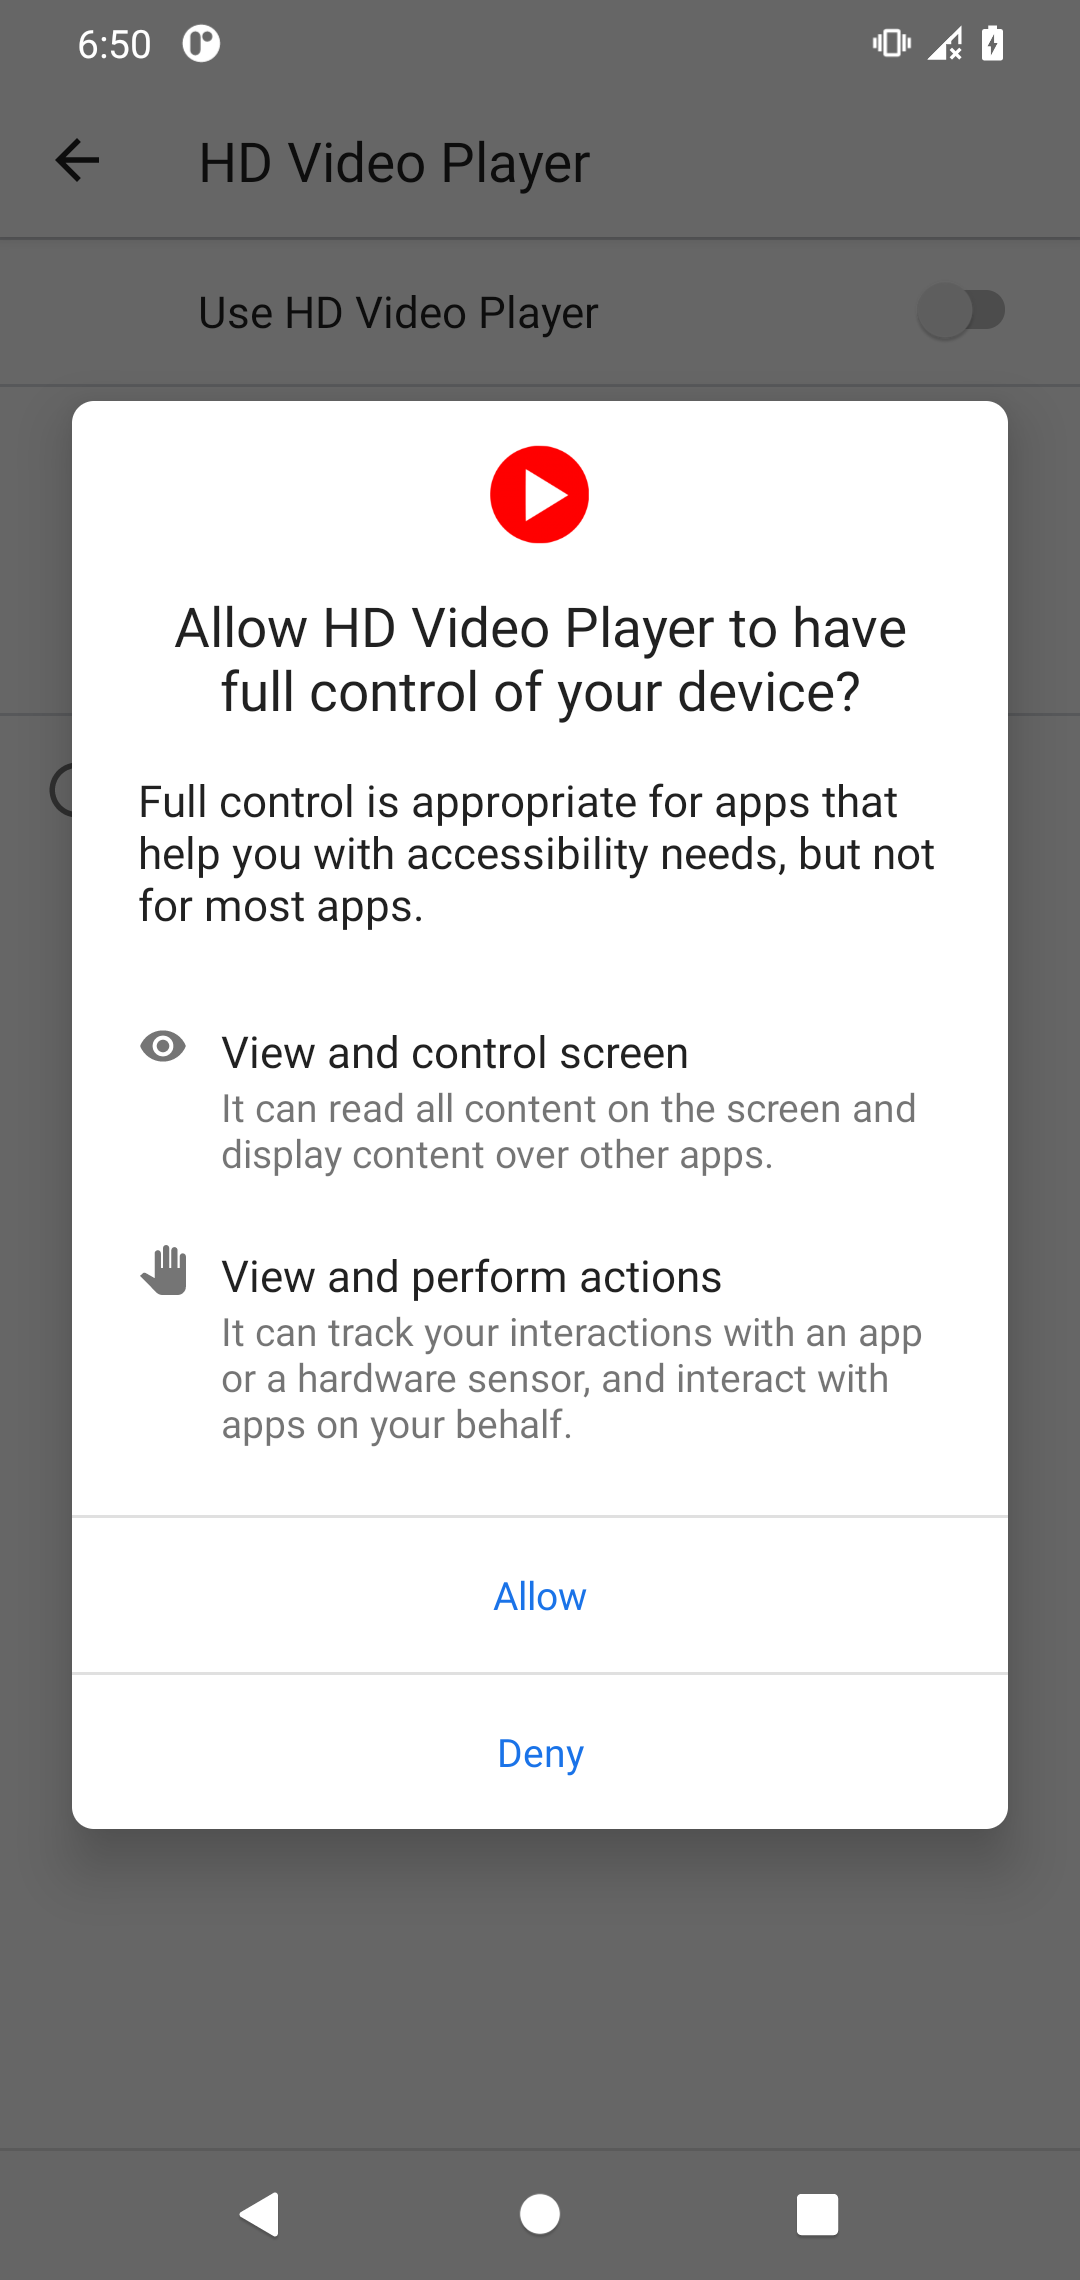 6:50
HD Video Player
Use HD Video Player
Allow HD Video Player to have
full control of your device?
Full control is appropriate for apps that
help you with accessibility needs, but not
for most apps.
View and control screen
It can read all content on the screen and
display content over other apps.
View and perform actions
It can track your interactions with an app
or a hardware sensor, and interact with
apps on your behalf.
Allow
Deny